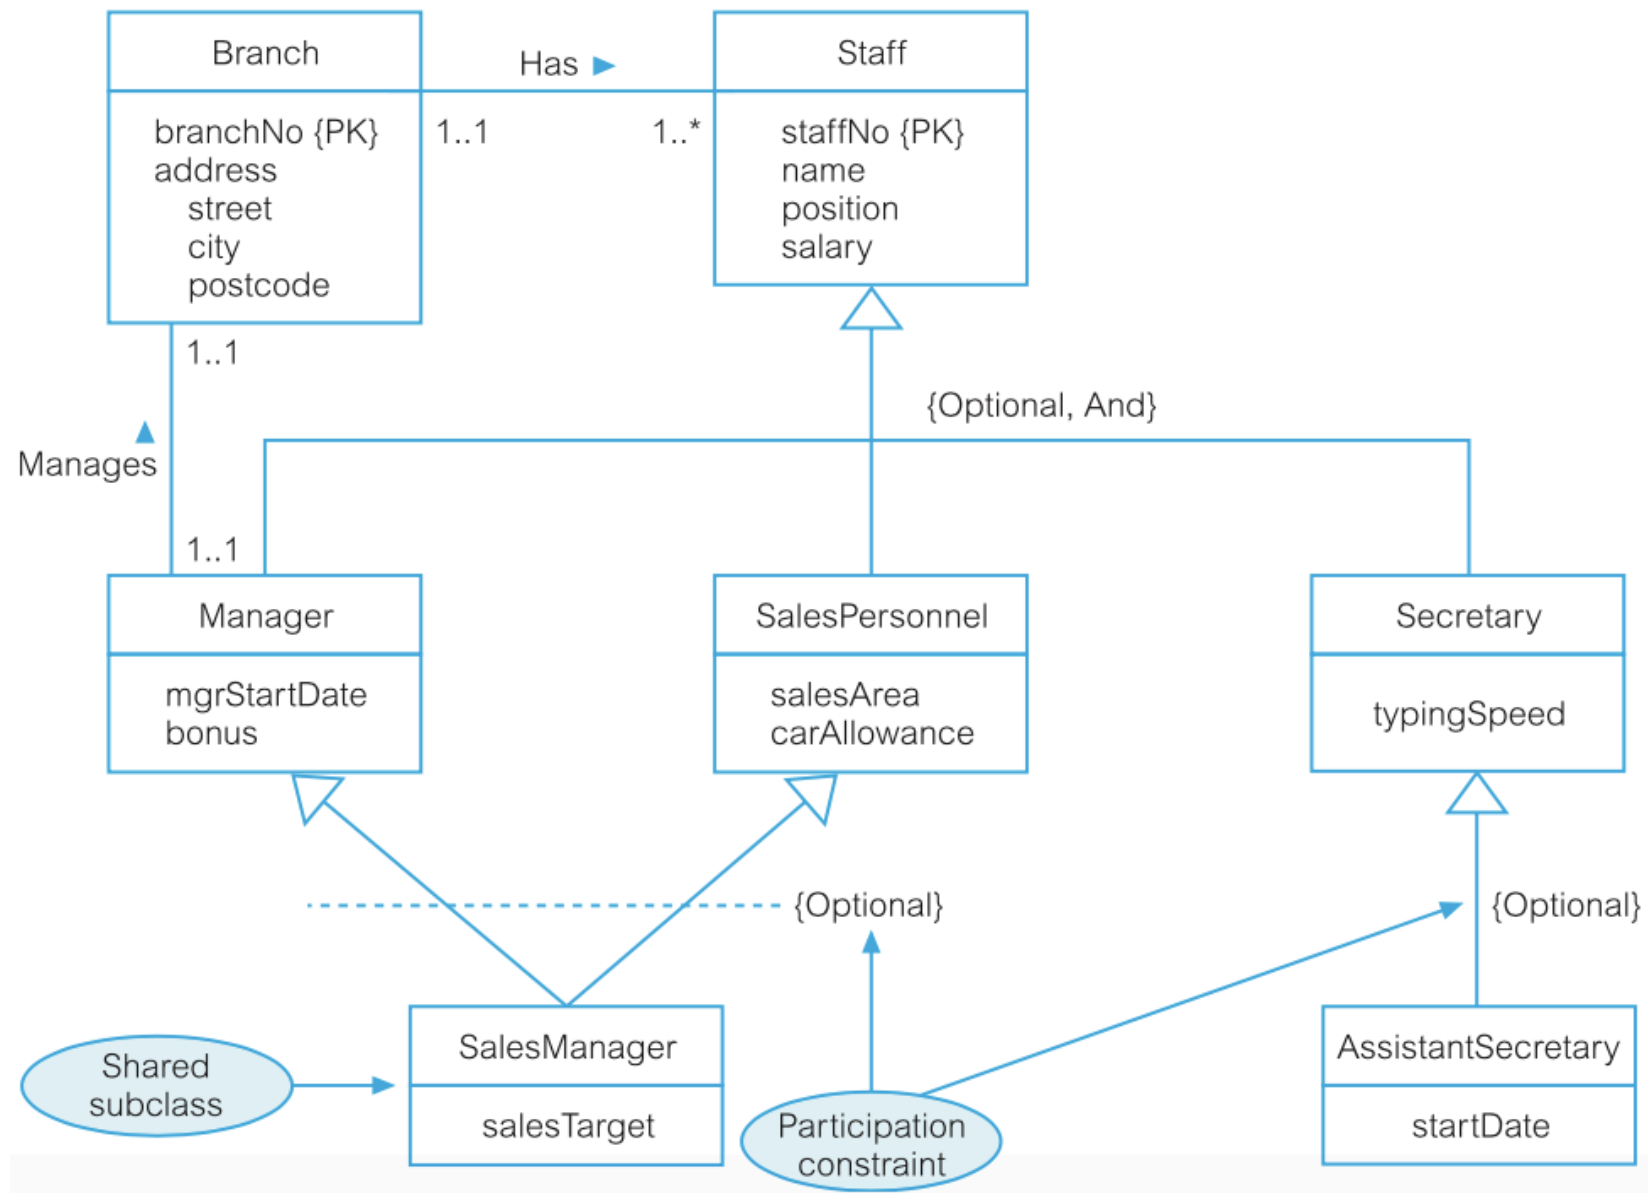 Branch
Has
Staff
branchNo {PK}
address
street
city
postcode
1..1
1..*
staffNo {PK}
name
position
salary
1..1
{Optional, And}
Manages
1..1
Manager
mgrStartDate
bonus
SalesPersonnel
salesArea
carAllowance
Secretary
typingSpeed
{Optional}
{Optional}
Shared
subclass
SalesManager
salesTarget
Participation
constraint
AssistantSecretary
startDate